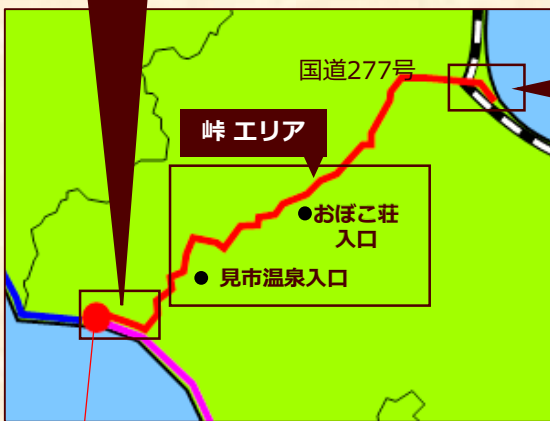 国道277号
峠 エリア
●おぼこ荘
入口
● 見市温泉入口